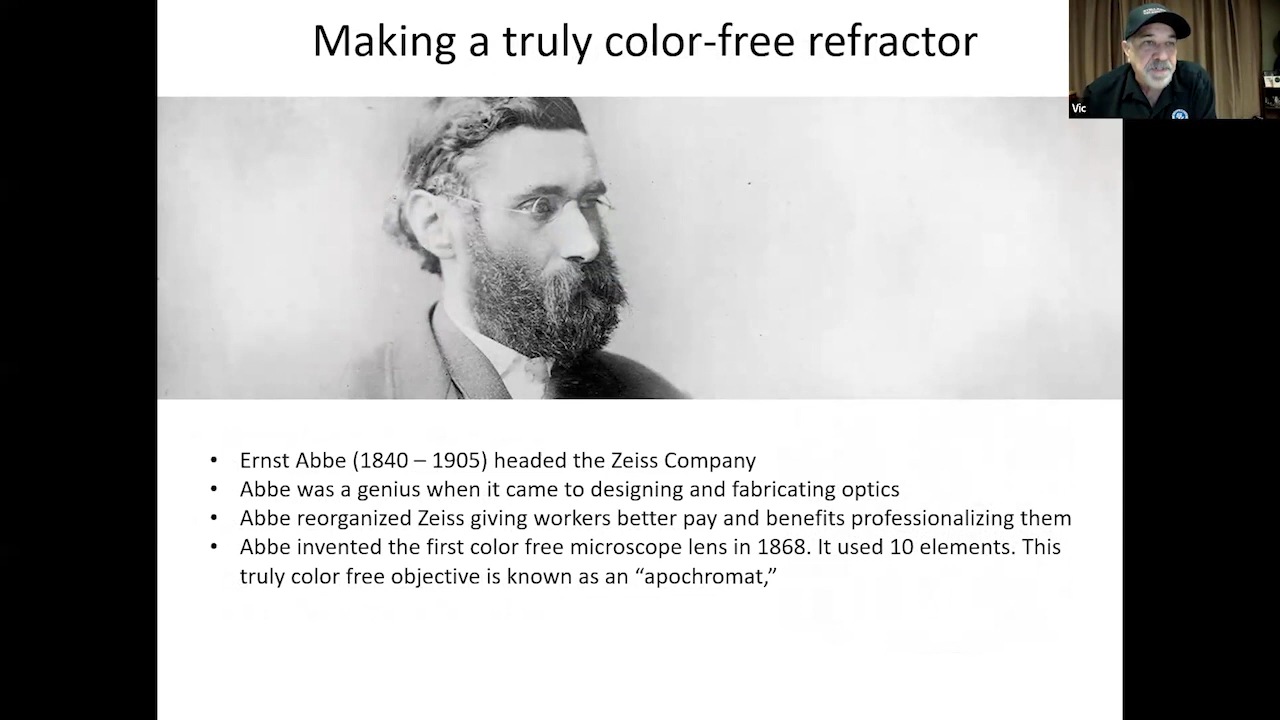 Making a truly color-free refractor
Vic
• Ernst Abbe (1840 – 1905) headed the Zeiss Company
• Abbe was a genius when it came to designing and fabricating optics
• Abbe reorganized Zeiss giving workers better pay and benefits professionalizing them
• Abbe invented the first color free microscope lens in 1868. It used 10 elements. This
truly color free objective is known as an “apochromat,”